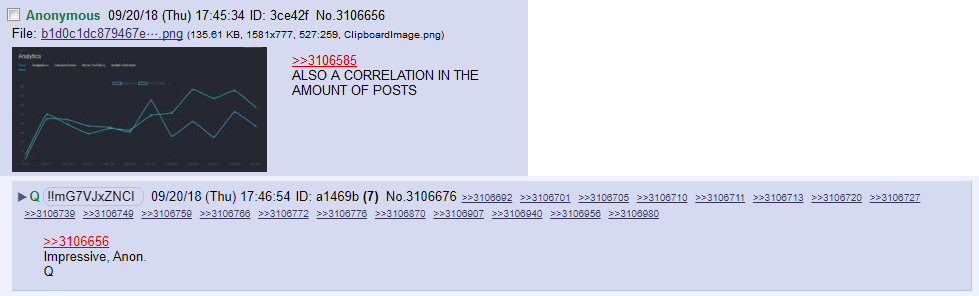 Anonymous 09/20/18 (Thu) 17:45:34 ID: 3ce42f No.3106656
File: b1d0c1dc879467e⋯.png (135.61 KB, 1581x777, 527:259, ClipboardImage.png)
Analytics
>>3106585
ALSO A CORRELATION IN THE
AMOUNT OF POSTS
▶Q !!mG7VJxZNCI 09/20/18 (Thu) 17:46:54 ID: a1469b (7) No.3106676 >>3106692 >>3106701 >>3106705 >>3106710 >>3106711 >>3106713 >>3106720 >>3106727
>>3106739 >>3106749 >>3106759 >>3106766 >>3106772 >>3106776 >>3106870 >>3106907 >>3106940 >>3106956 >>3106980
>>3106656
Impressive, Anon.
Q